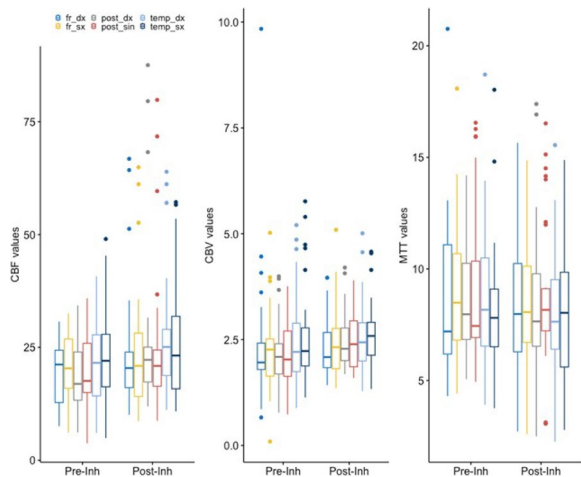 fr_dx post_dx temp_dx
fr_sx post_sin temp_sx
CBF values
75
50
25
0
Pre-Inh Post-Inh
CBV values
10.0
7.5
5.0
2.5
0.0
Pre-Inh Post-Inh
MTT values
20
15
10
5
Pre-Inh Post-Inh